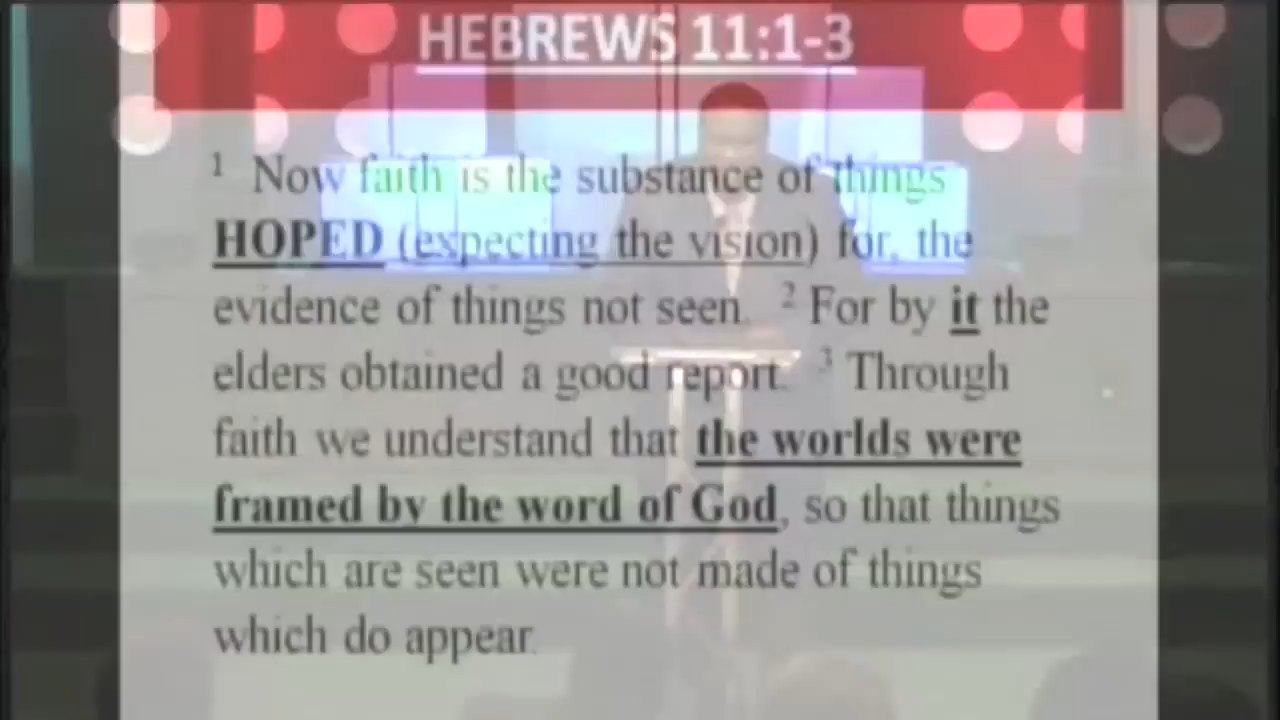 HEBREWS 11:1-3
1 Now faith is the substance of things
HOPED (expecting the vision) for, the
evidence of things not seen. 2 For by it the
elders obtained a good report. 3 Through
faith we understand that the worlds were
framed by the word of God, so that things
which are seen were not made of things
which do appear.